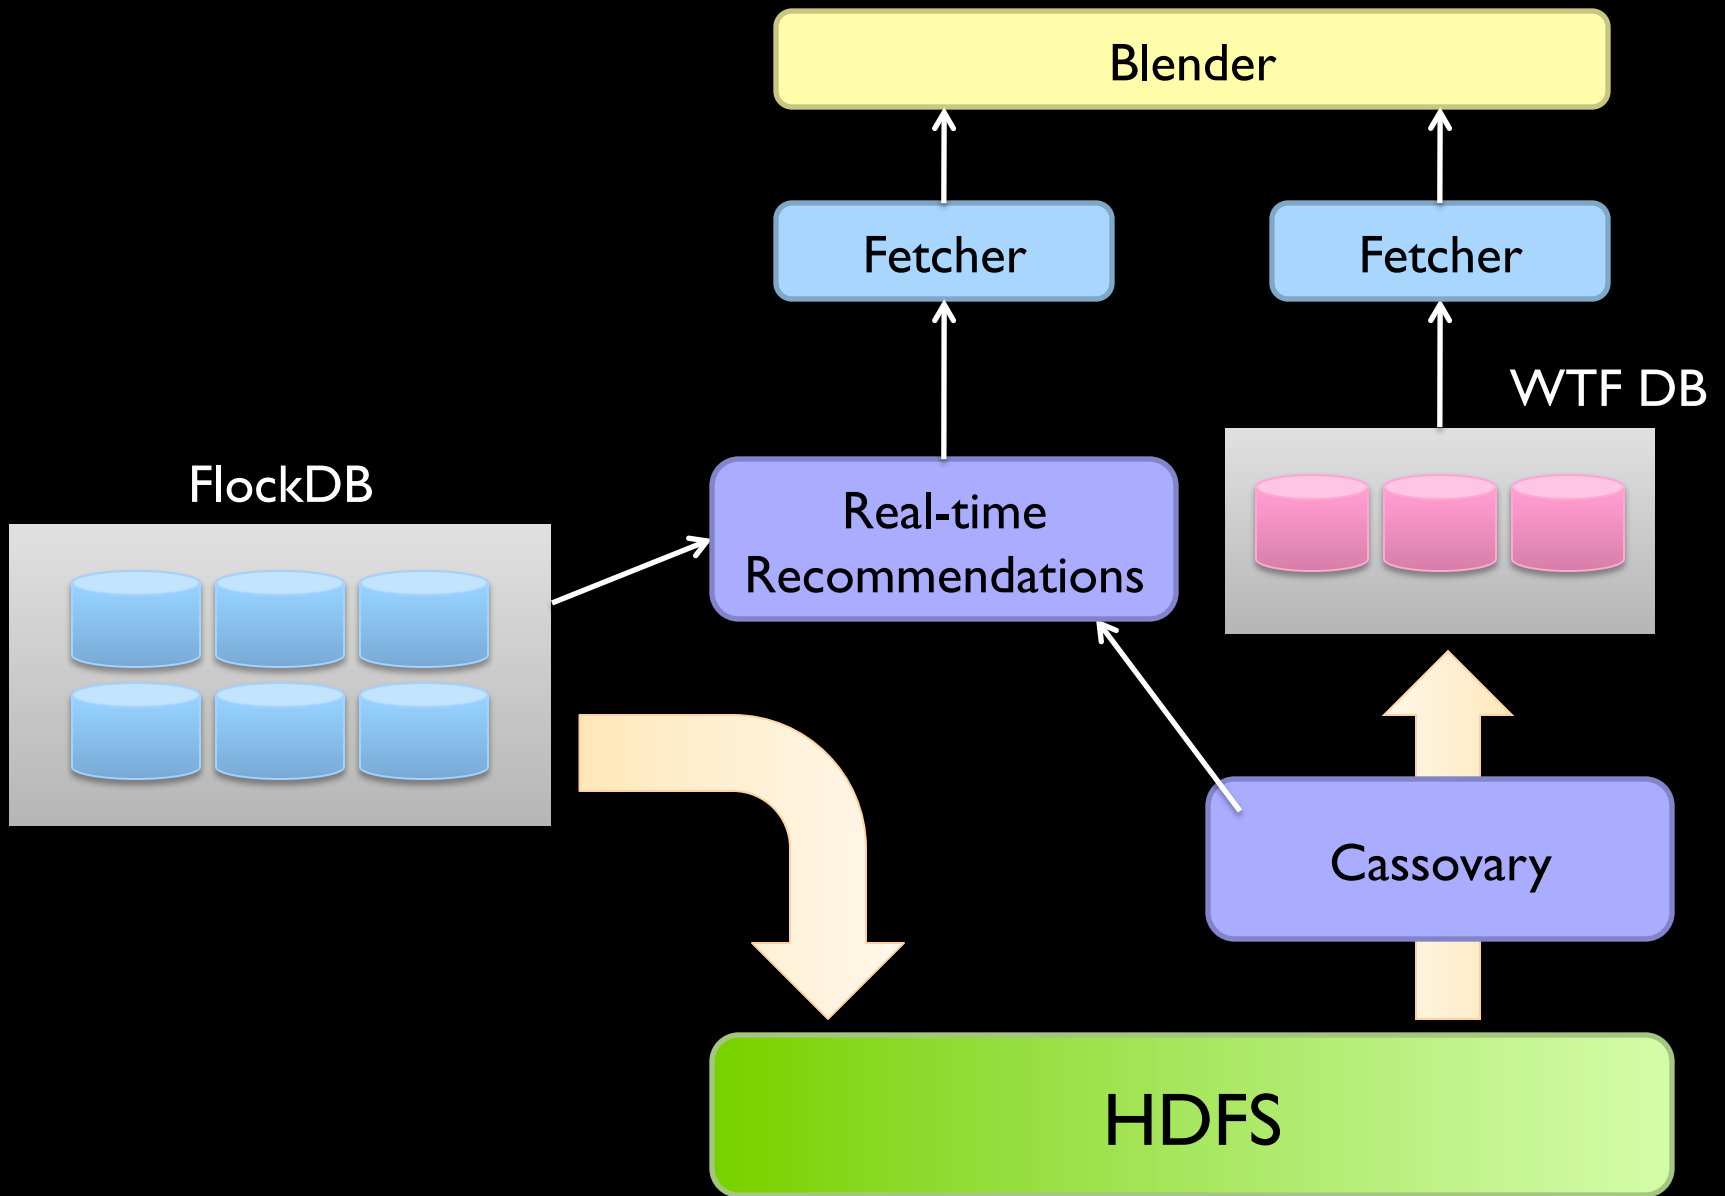 Blender
Fetcher
Fetcher
WTF DB
FlockDB
Real-time
Recommendations
Cassovary
HDFS